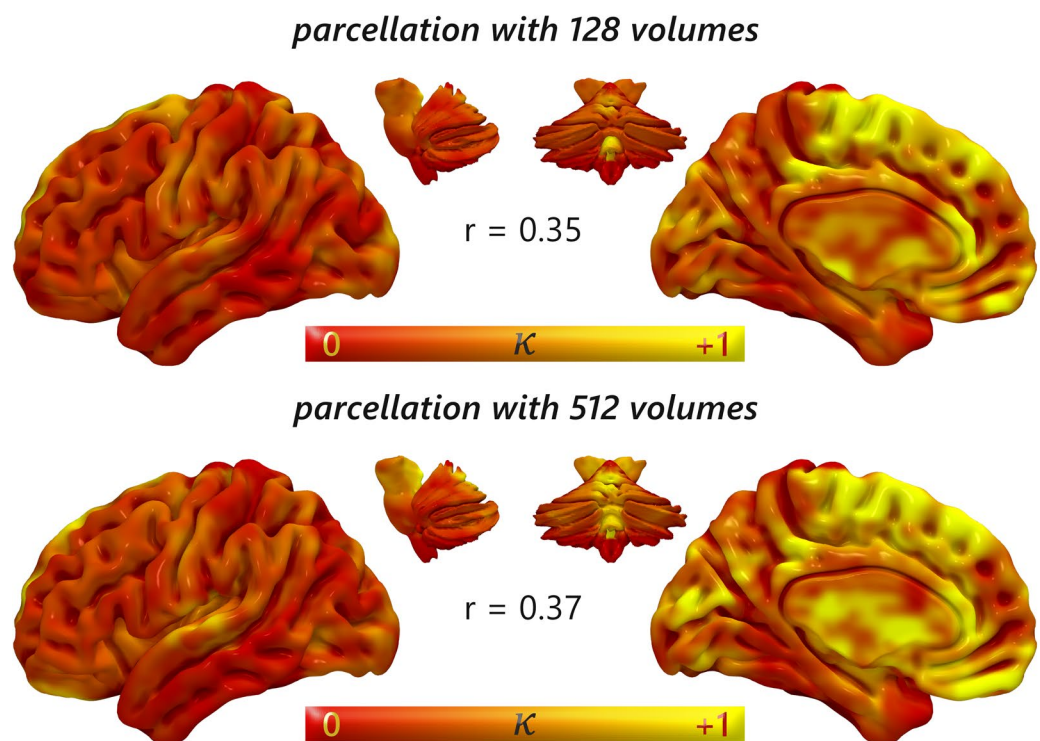 parcellation with 128 volumes
r = 0.35
0 κ +1
parcellation with 512 volumes
r = 0.37
0 κ +1